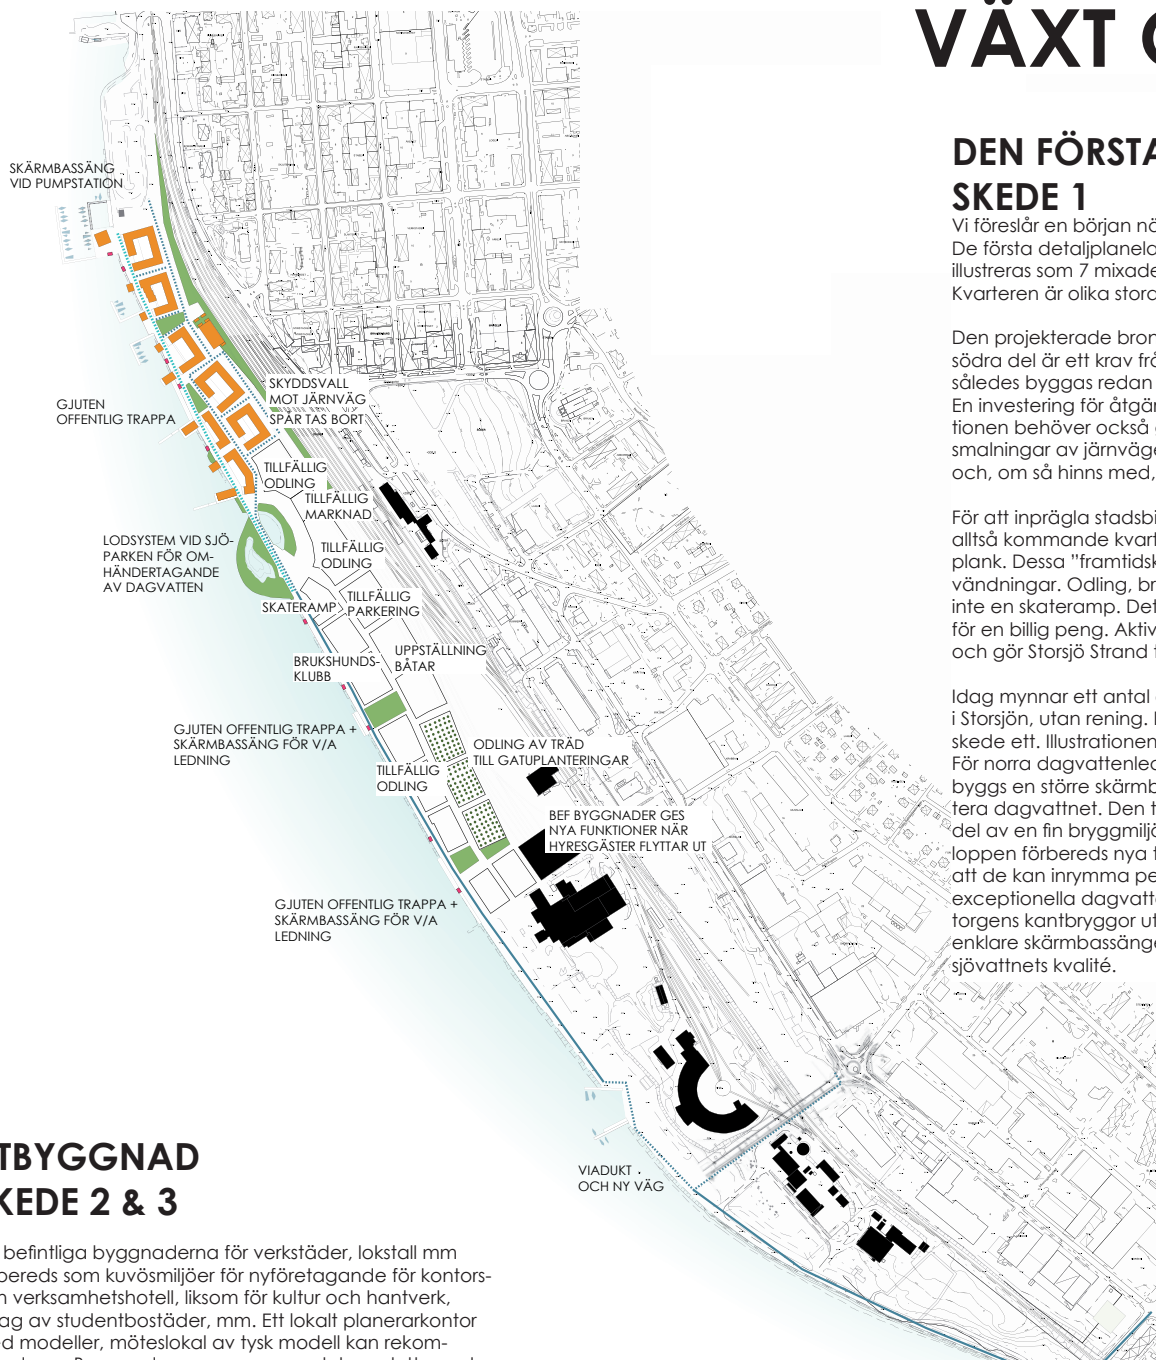 VÄXT
DEN FÖRSTA
SKEDE 1
Vi föreslår en början
De första detaljplanela
illustreras som 7 mixade
Kvarteren är olika stora
Den projekterade bron
södra del är ett krav frå
således byggas redan
En investering för åtgär
tionen behöver också
smalningar av järnväge
och, om så hinns med,
För att inprägla stadsbi
alltså kommande kvart
plank. Dessa ”framtidsk
vändningar. Odling, br
inte en skateramp. Det
för en billig peng. Aktiv
och gör Storsjö Strand
Idag mynnar ett antal
i Storsjön, utan rening.
skede ett. Illustrationen
För norra dagvattenled
byggs en större skärmb
tera dagvattnet. Den t
del av en fin bryggmiljö
loppen förbereds nya
att de kan inrymma pe
exceptionella dagvatt
torgens kantbryggor ut
enklare skärmbassänge
sjövattnets kvalité.
SKÄRMBASSÄNG
VID PUMPSTATION
GJUTEN
OFFENTLIG TRAPPA
SKYDDSVALL
MOT JÄRNVÄG
SPÅR TAS BORT
TILLFÄLLIG
ODLING
TILLFÄLLIG
MARKNAD
LODSYSTEM VID SJÖ-
PARKEN FÖR OM-
HÄNDERTAGANDE
AV DAGVATTEN
TILLFÄLLIG
ODLING
SKATERAMP
TILLFÄLLIG
PARKERING
BRUKSHUNDS-
KLUBB
UPPSTÄLLNING
BÅTAR
GJUTEN OFFENTLIG TRAPPA +
SKÄRMBASSÄNG FÖR V/A
LEDNING
ODLING AV TRÄD
TILL GATUPLANTERINGAR
TILLFÄLLIG
ODLING
BEF BYGGNADER GES
NYA FUNKTIONER NÄR
HYRESGÄSTER FLYTTAR UT
GJUTEN OFFENTLIG TRAPPA +
SKÄRMBASSÄNG FÖR V/A
LEDNING
VIADUKT
OCH NY VÄG
TBYGGNAD
KEDE 2 & 3
befintliga byggnaderna för verkstäder, lokstall mm
bereds som kuvösmiljöer för nyföretagande för kontors-
verksamhetshotell, liksom för kultur och hantverk,
ag av studentbostäder, mm. Ett lokalt planerarkontor
ed modeller, möteslokal av tysk modell kan rekom-